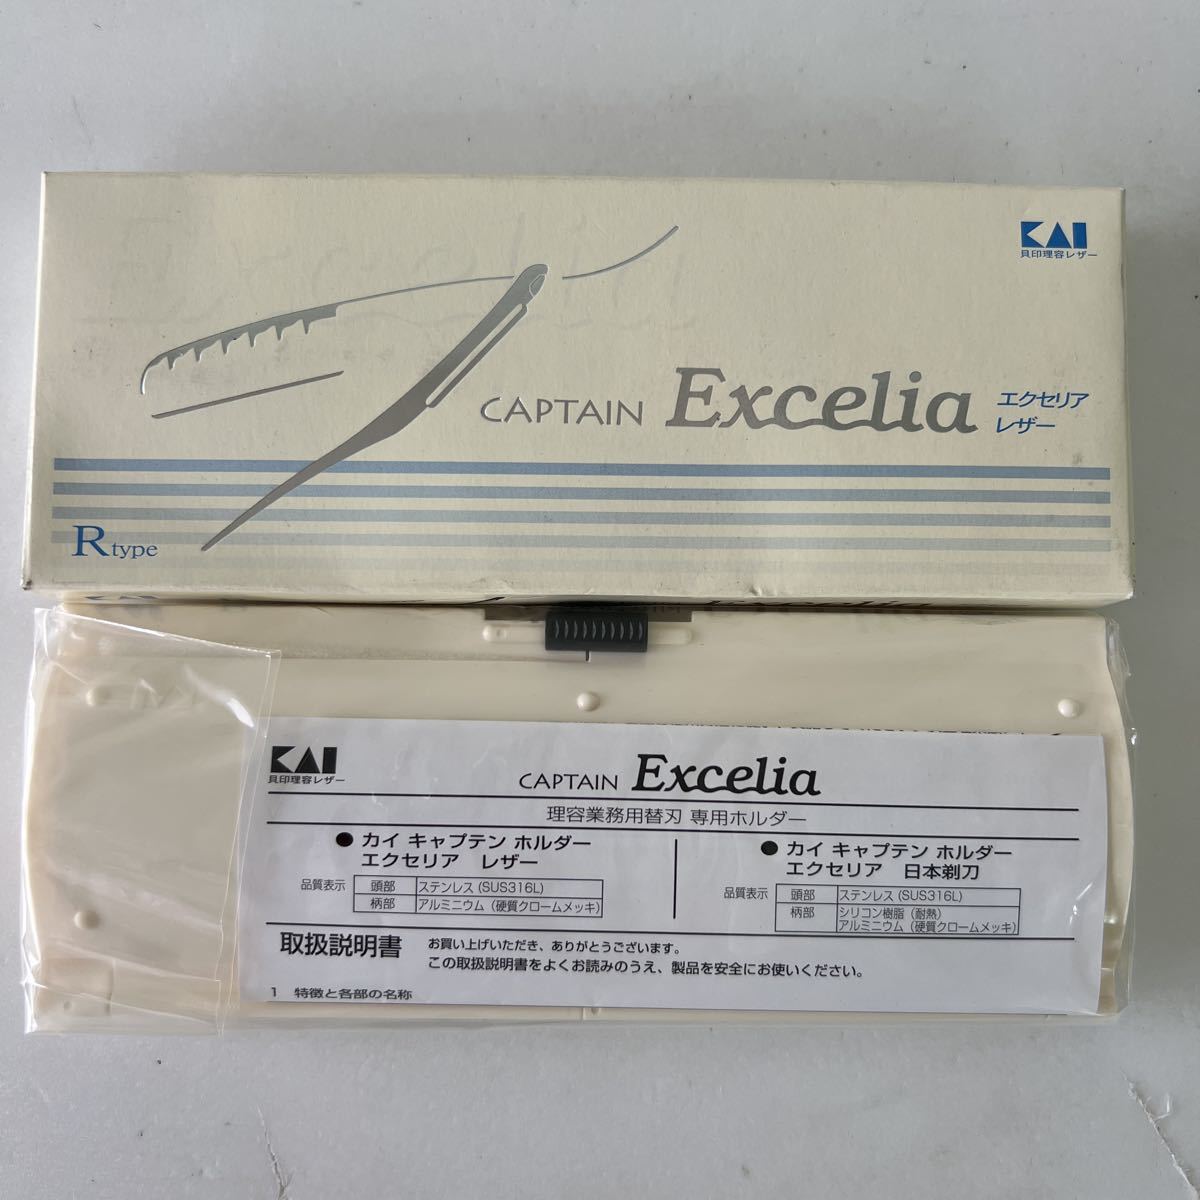 KAI
貝印理容レザー
CAPTAIN Excelia エクセリア
レザー
R type
KAI
貝印理容レザー
CAPTAIN Excelia
理容業務用替刃 専用ホルダー
● カイ キャプテン ホルダー
エクセリア レザー
品質表示 頭部 ステンレス (SUS316L)
柄部 アルミニウム（硬質クロームメッキ)
● カイ キャプテン ホルダー
エクセリア 日本剃刀
品質表示 頭部 ステンレス (SUS316L)
柄部 シリコン樹脂（耐熱）
アルミニウム（硬質クロームメッキ)
取扱説明書 お買い上げいただき、ありがとうございます。
この取扱説明書をよくお読みのうえ、製品を安全にお使いください。
1 特徴と各部の名称